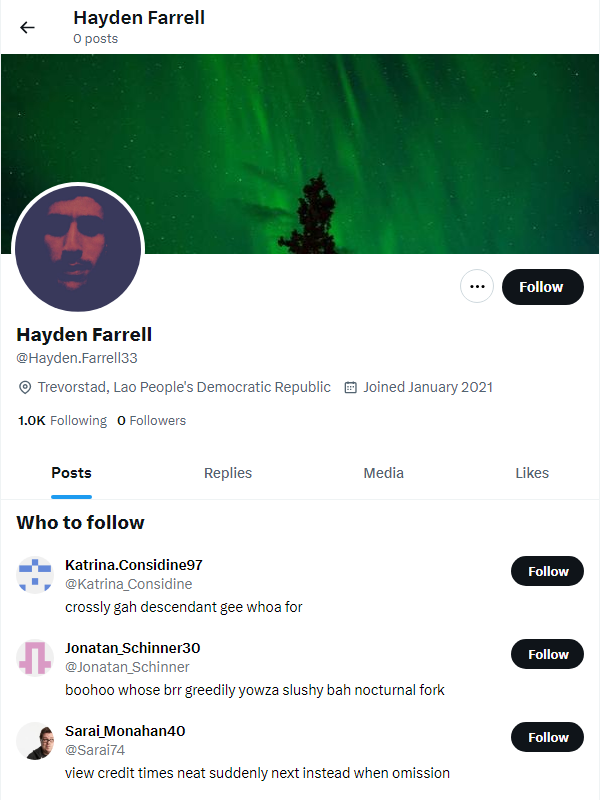 Hayden Farrell
0 posts
Follow
Hayden Farrell
@Hayden.Farrell33
Trevorstad, Lao People's Democratic Republic Joined January 2021
1.0K Following 0 Followers
Posts Replies Media Likes
Who to follow
Katrina.Considine97
@Katrina_Considine
Follow
crossly gah descendant gee whoa for
Jonatan_Schinner30
@Jonatan_Schinner
Follow
boohoo whose brr greedily yowza slushy bah nocturnal fork
Sarai_Monahan40
@Sarai74
Follow
view credit times neat suddenly next instead when omission